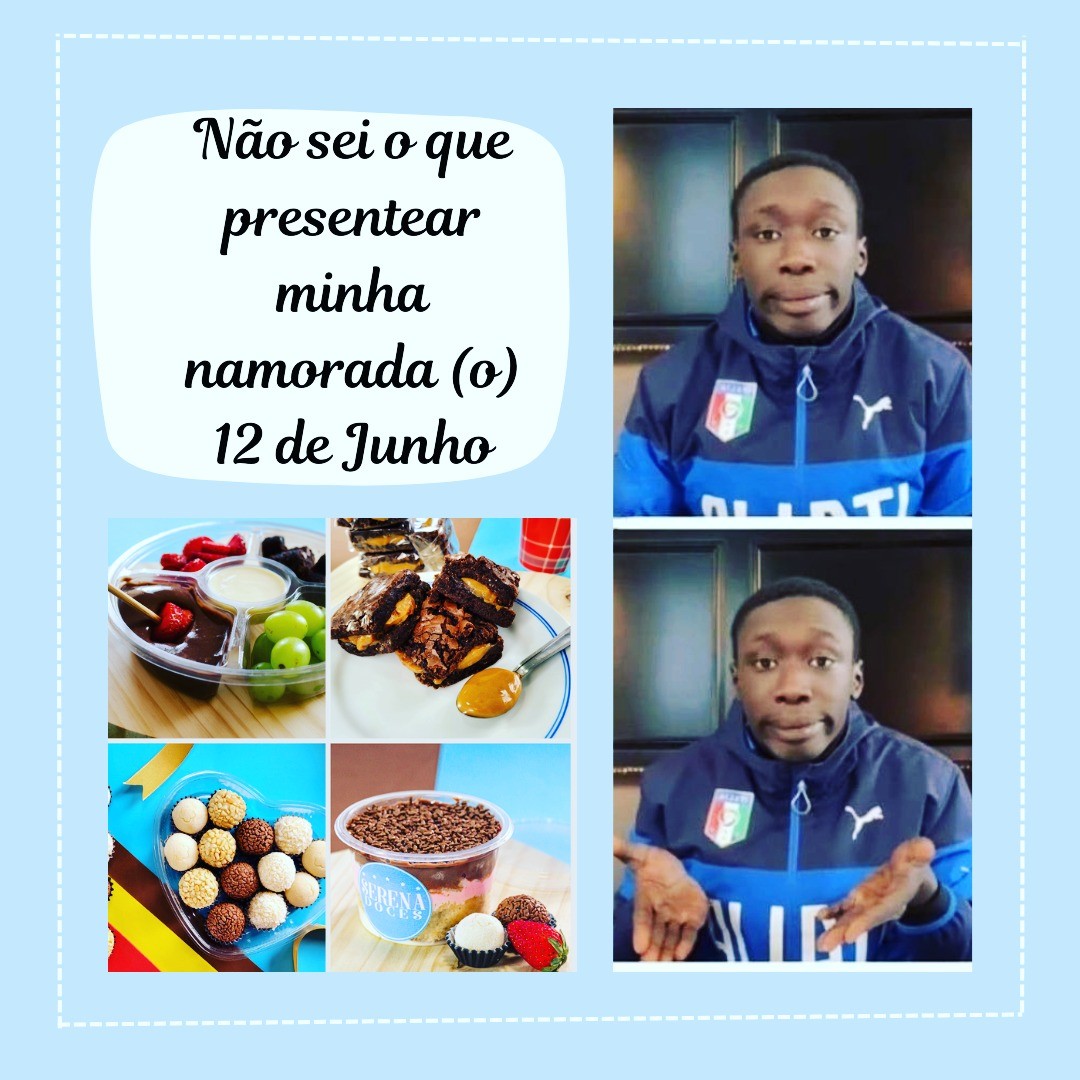 Não sei o que
presentear
minha
namorada (o)
12 de Junho
SERENA
DOCES